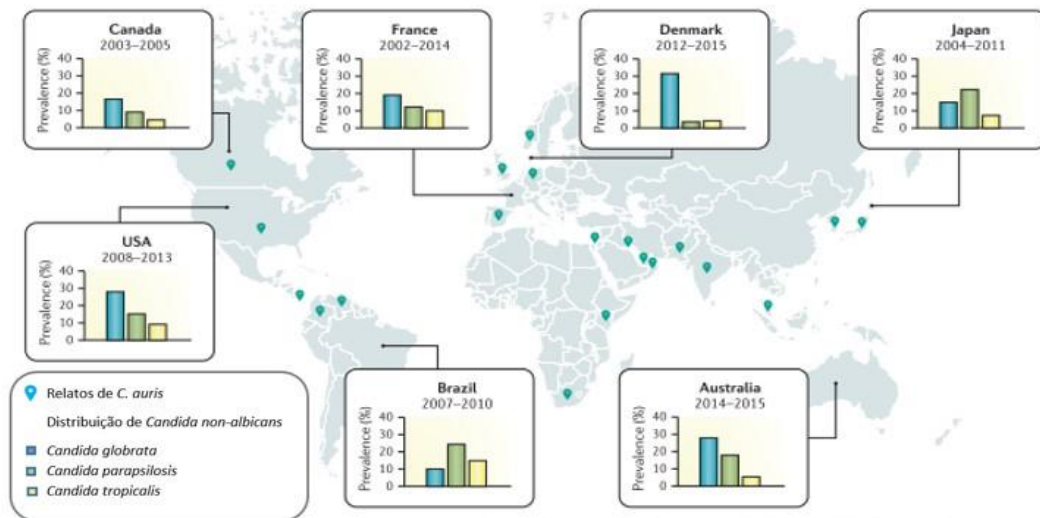 Canada
2003–2005
Prevalence (%)
40
30
20
10
0
France
2002–2014
Prevalence (%)
40
30
20
10
0
Denmark
2012–2015
Prevalence (%)
40
30
20
10
0
Japan
2004–2011
Prevalence (%)
40
30
20
10
0
USA
2008–2013
Prevalence (%)
40
30
20
10
0
Brazil
2007–2010
Prevalence (%)
40
30
20
10
0
Australia
2014–2015
Prevalence (%)
40
30
20
10
0
Relatos de C. auris
Distribuição de Candida non-albicans
Candida globrata
Candida parapsilosis
Candida tropicalis